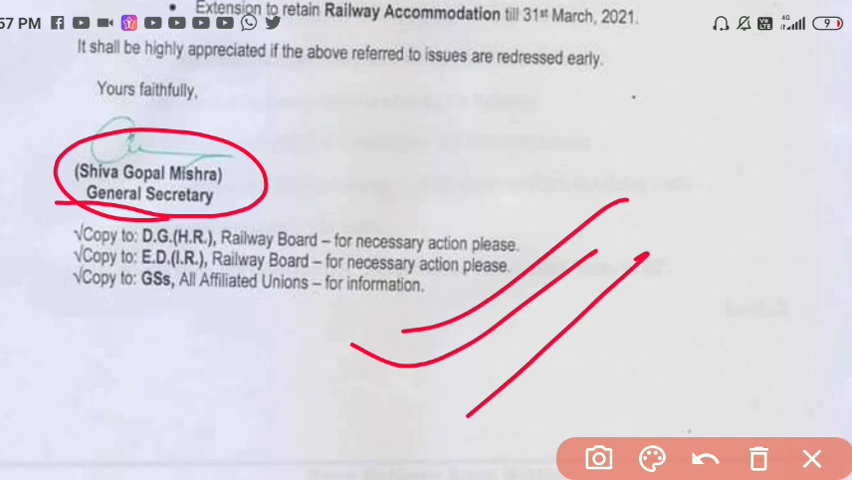 :57 PM
4G
9
• Extension to retain Railway Accommodation till 31st March, 2021.
It shall be highly appreciated if the above referred to issues are redressed early.
Yours faithfully,
(Shiva Gopal Mishra)
General Secretary
√Copy to: D.G.(H.R.), Railway Board – for necessary action please.
√Copy to: E.D.(I.R.), Railway Board – for necessary action please.
√Copy to: GSs, All Affiliated Unions – for information.